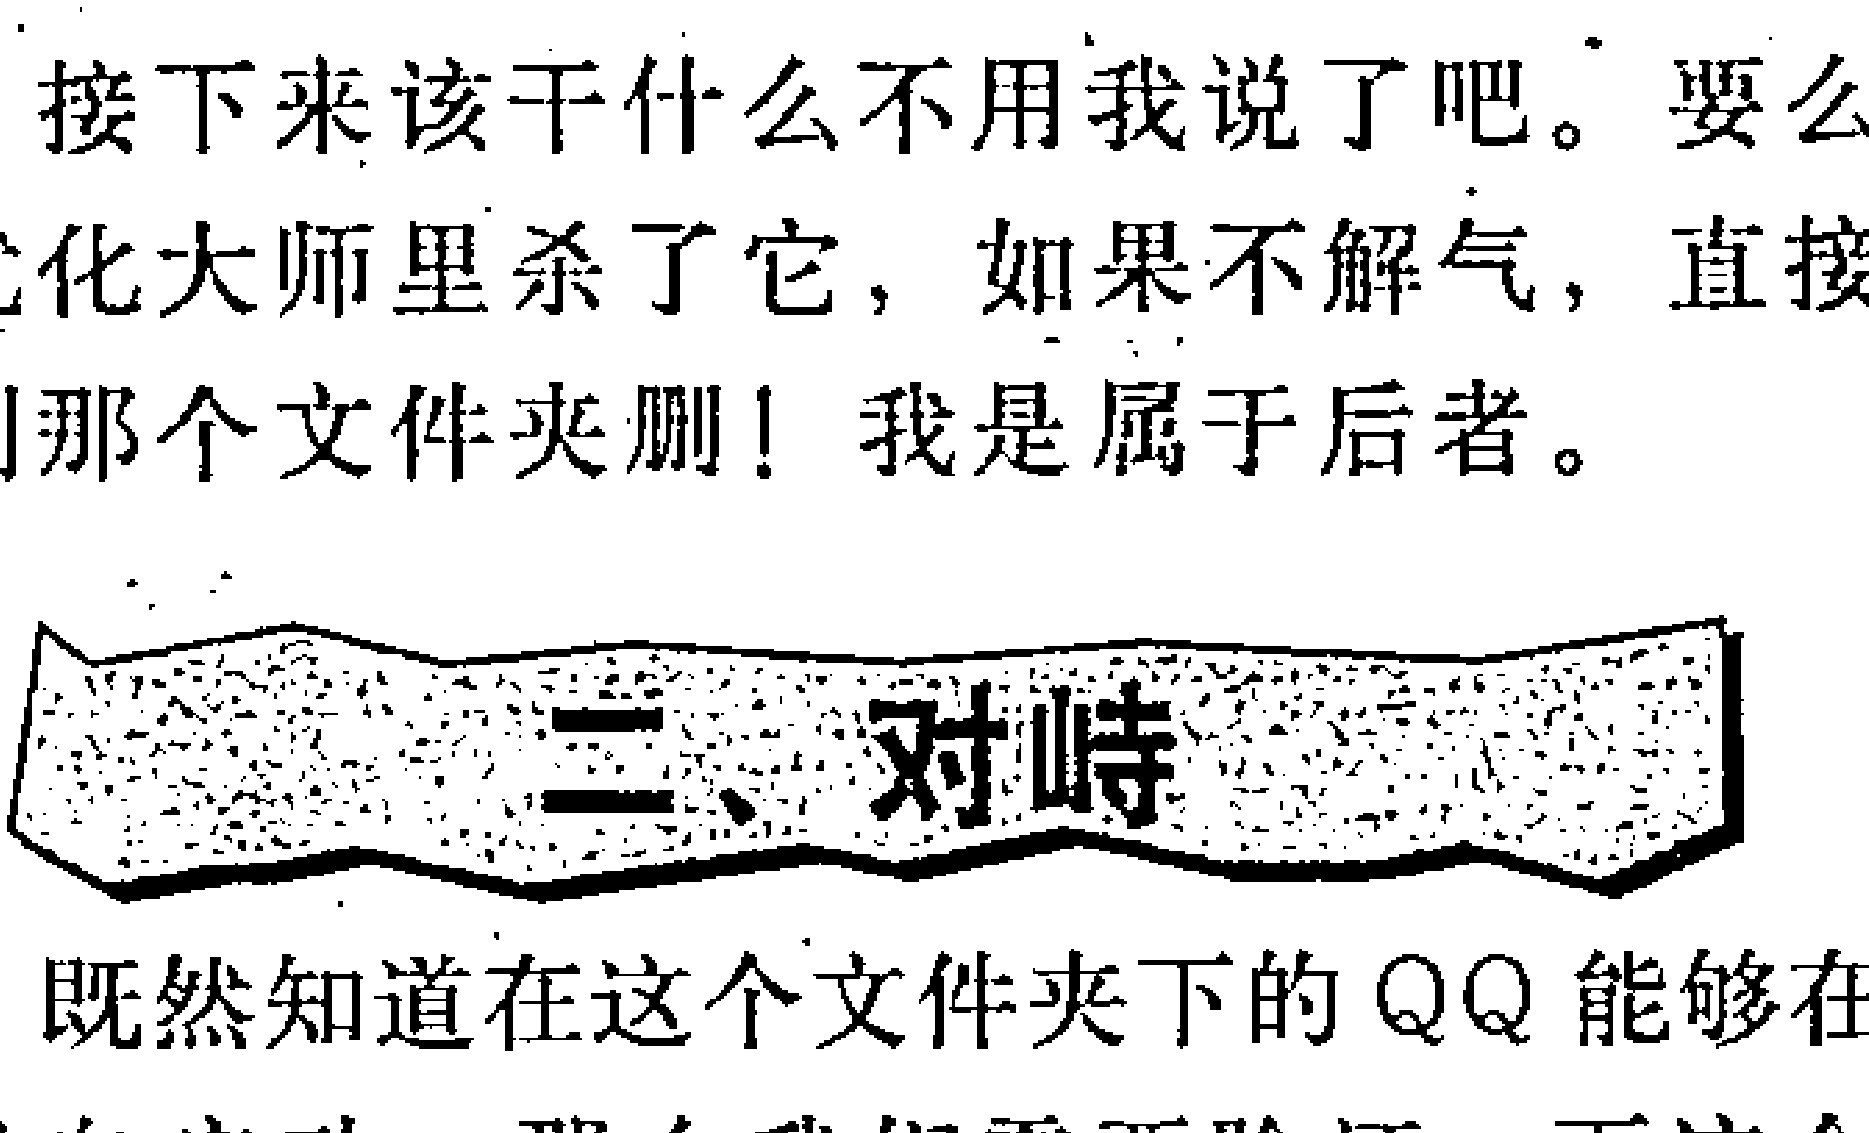 接下来该干什么不用我说了吧。要么
化大师里杀了它，如果不解气，直接
那个文件夹删！我是属于后者。
二、对峙
既然知道在这个文件夹下的QQ能够在